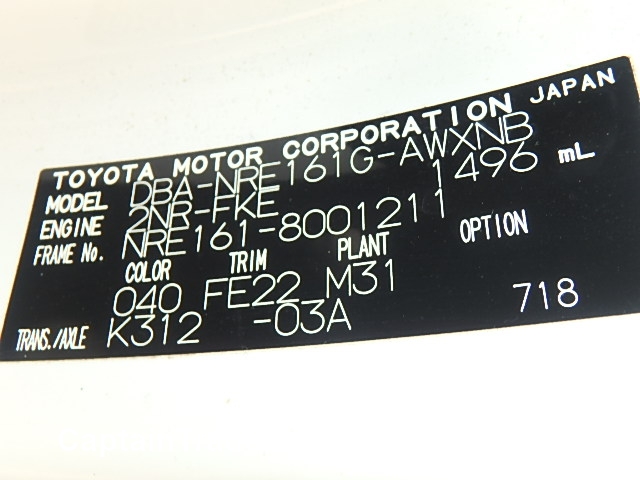 TOYOTA MOTOR CORPORATION JAPAN
MODEL DBA-NRE161G-AWXNB
ENGINE 2NR-FKE 1496 mL
FRAME No. NRE161-8001211
COLOR TRIM PLANT OPTION
040 FE22 M31
TRANS./AXLE K312 -03A 718